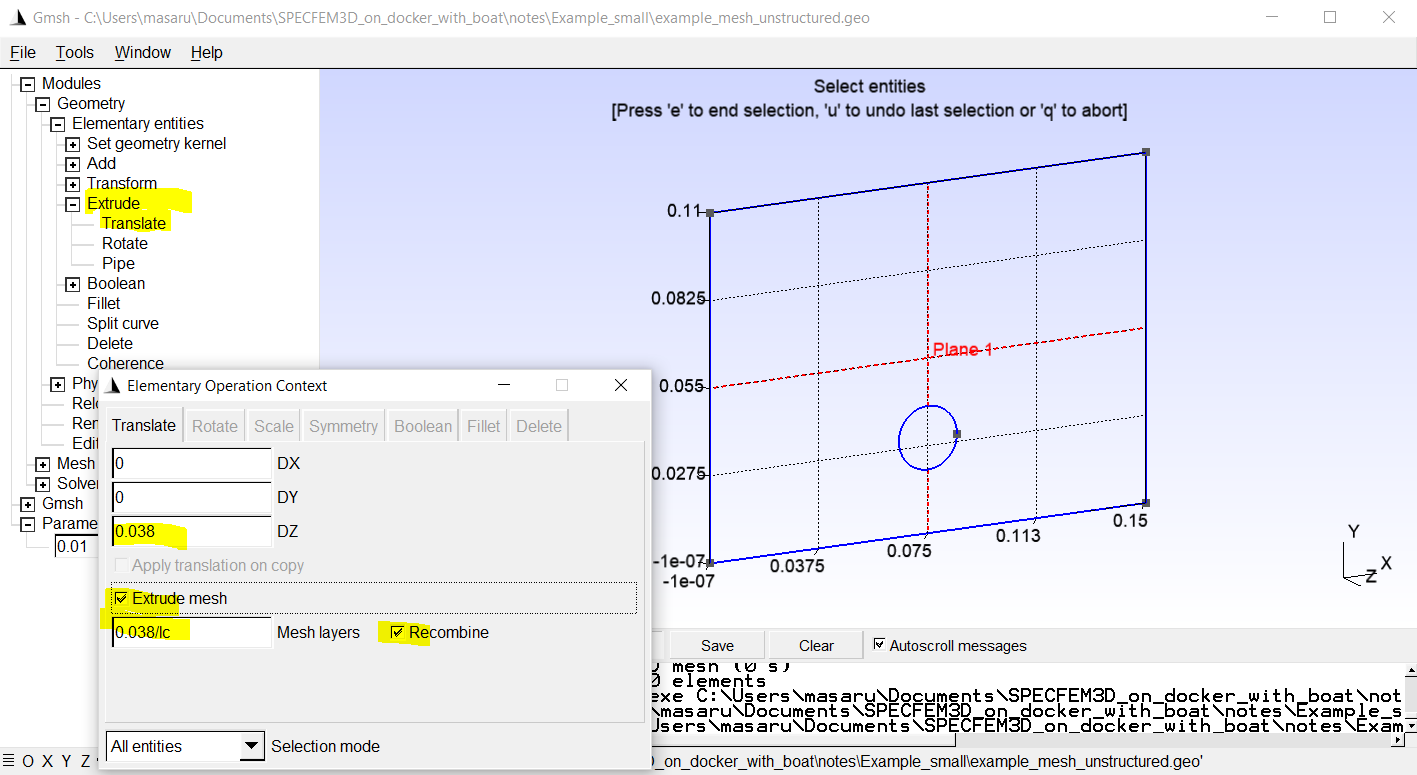 Gmsh - C:\Users\masaru\Documents\SPECFEM3D_on_docker_with_boat\notes\Example_small\example_mesh_unstructured.geo
File Tools Window Help
Modules
Geometry
Elementary entities
Set geometry kernel
Add
Transform
Extrude
Translate
Rotate
Pipe
Boolean
Fillet
Split curve
Delete
Coherence
Phy
Relo
Rem
Edit
Mesh
Solver
Gmsh
Parame
0.01
Select entities
[Press 'e' to end selection, 'u' to undo last selection or 'q' to abort]
0.11
0.0825
0.055
0.0275
-1e-07
-1e-07
0.0375
0.075
0.113
0.15
Plane 1
Y
X
Z
Elementary Operation Context
Translate Rotate Scale Symmetry Boolean Fillet Delete
0 DX
0 DY
0.038 DZ
Apply translation on copy
Extrude mesh
0.038/lc Mesh layers Recombine
All entities Selection mode
Save Clear Autoscroll messages
mesh (0 s)
elements
exe C:\Users\masaru\Documents\SPECFEM3D_on_docker_with_boat\not
masaru\Documents\SPECFEM3D_on_docker_with_boat\notes\Example_s
sers\masaru\Documents\SPECFEM3D_on_docker_with_boat\notes\Exam
O X Y Z
_on_docker_with_boat\notes\Example_small\example_mesh_unstructured.geo'